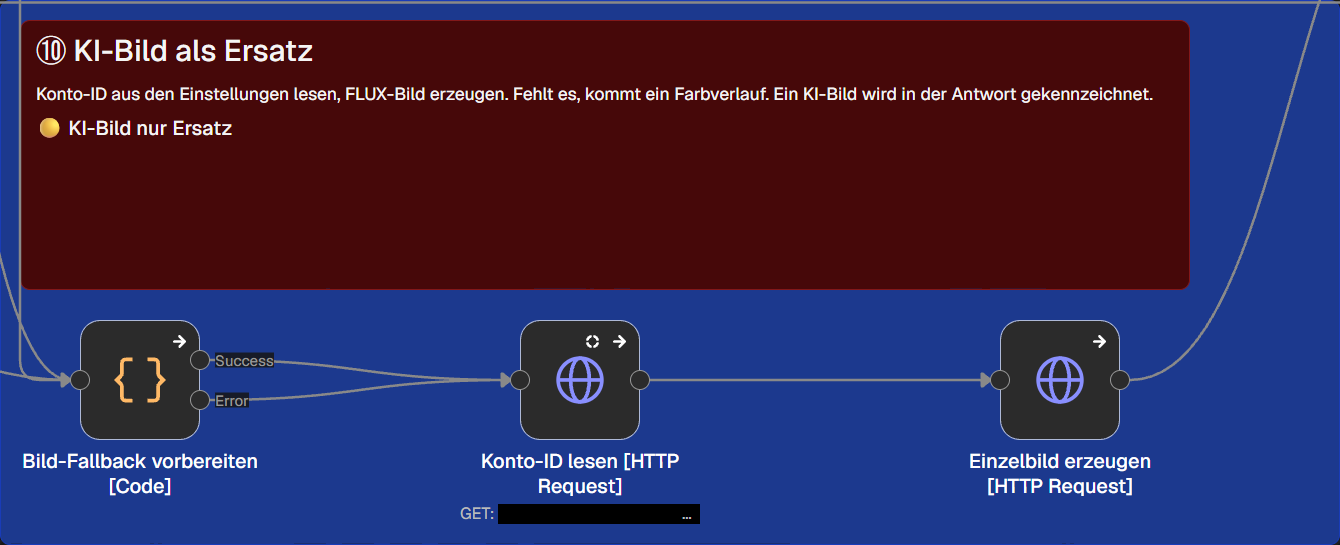 ⑩ KI-Bild als Ersatz
Konto-ID aus den Einstellungen lesen, FLUX-Bild erzeugen. Fehlt es, kommt ein Farbverlauf. Ein KI-Bild wird in der Antwort gekennzeichnet.
KI-Bild nur Ersatz
Success
Error
Bild-Fallback vorbereiten
[Code]
Konto-ID lesen [HTTP
Request]
GET: ...
Einzelbild erzeugen
[HTTP Request]